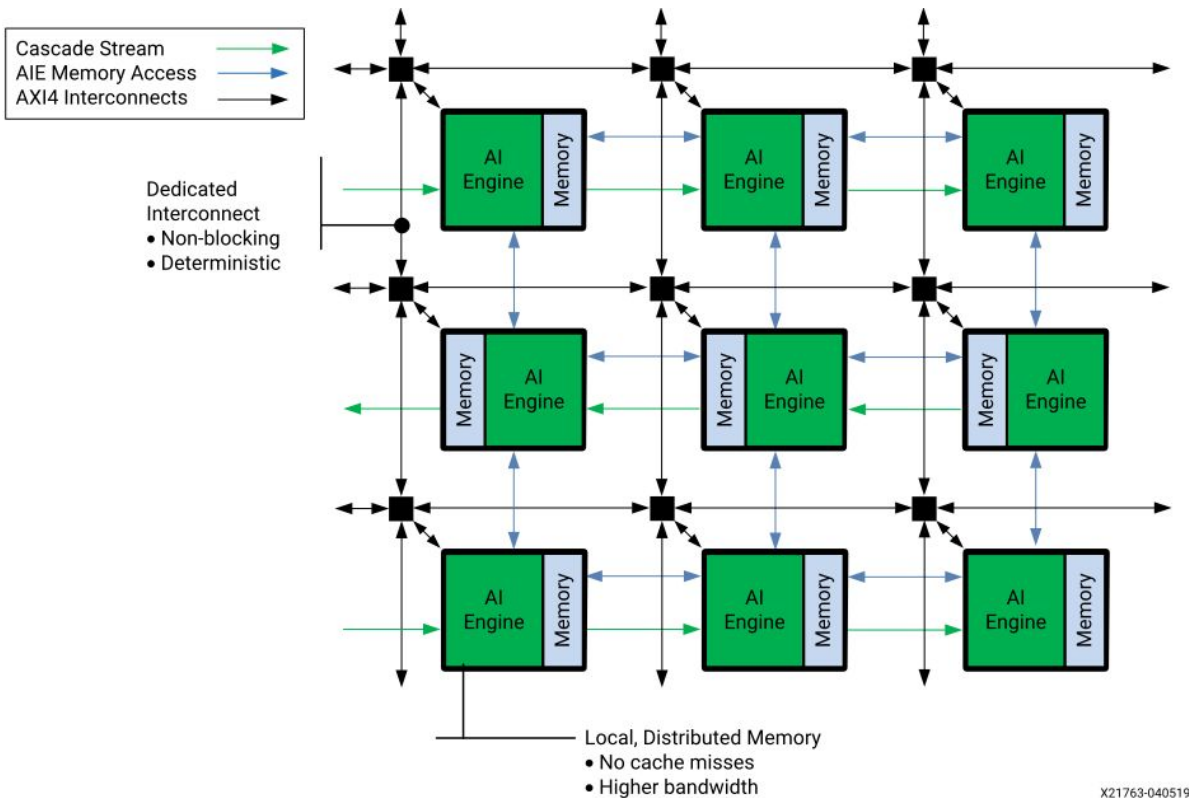 Cascade Stream
AIE Memory Access
AXI4 Interconnects
AI
Engine
Memory
AI
Engine
Memory
AI
Engine
Memory
Dedicated
Interconnect
• Non-blocking
• Deterministic
Memory
AI
Engine
Memory
AI
Engine
Memory
AI
Engine
AI
Engine
Memory
AI
Engine
Memory
AI
Engine
Memory
Local, Distributed Memory
• No cache misses
• Higher bandwidth
X21763-040519